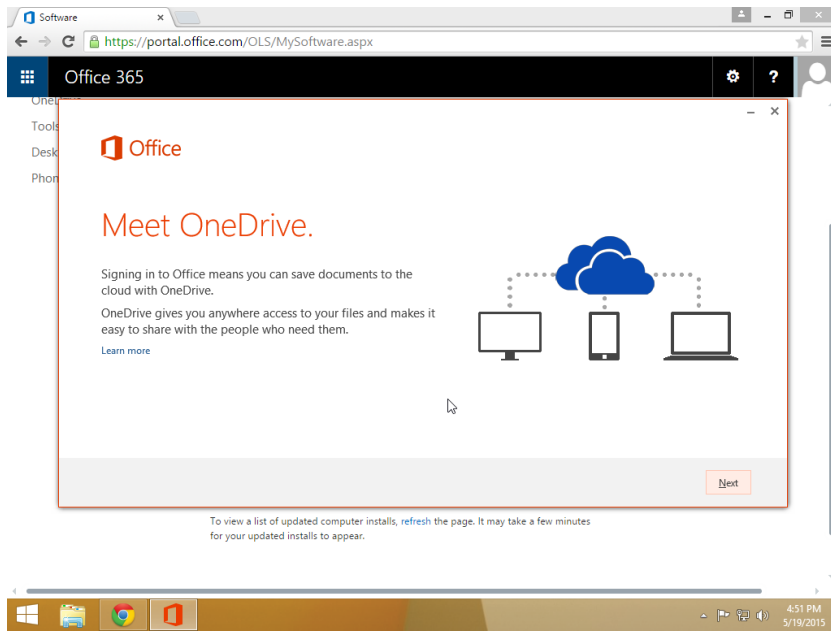 Software
https://portal.office.com/OLS/MySoftware.aspx
Office 365
?
Tools
Desk
Phon
Office
Meet OneDrive.
Signing in to Office means you can save documents to the
cloud with OneDrive.
OneDrive gives you anywhere access to your files and makes it
easy to share with the people who need them.
Learn more
Next
To view a list of updated computer installs, refresh the page. It may take a few minutes
for your updated installs to appear.
4:51 PM
5/19/2015